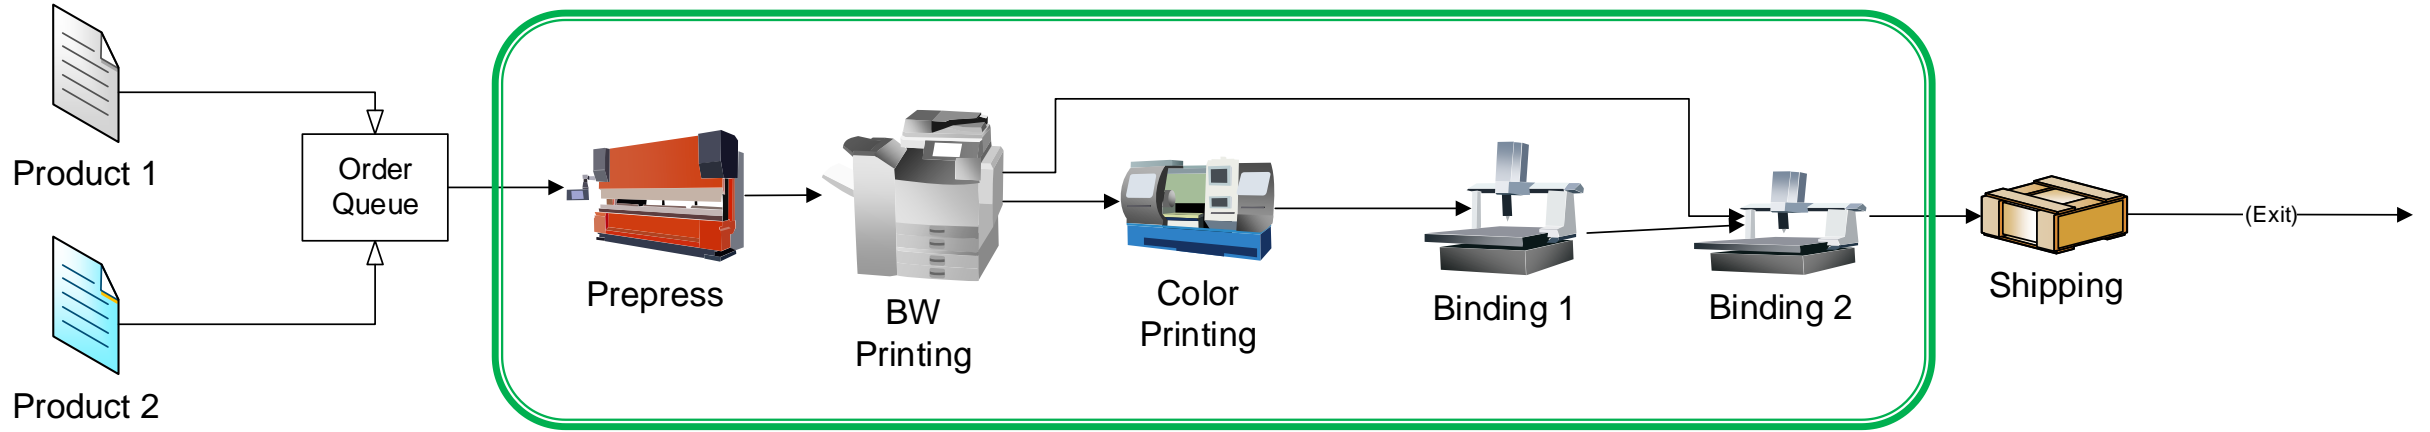 Product 1
Product 2
Order
Queue
Prepress
BW
Printing
Color
Printing
Binding 1
Binding 2
Shipping
(Exit)